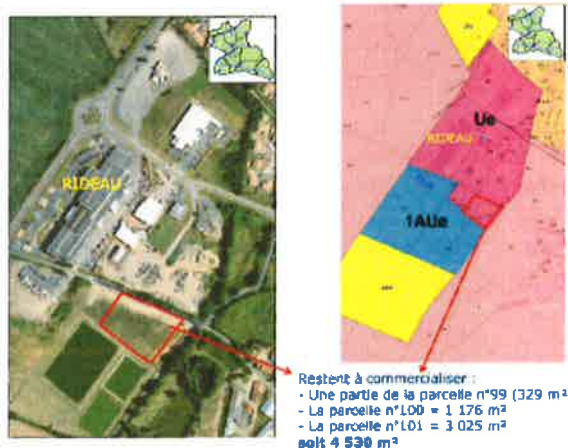 RIDEAU
Ue
RIDEAU
1AUe
Restent à commercialiser :
- Une partie de la parcelle n°99 (329 m²
- La parcelle n°100 = 1 176 m²
- La parcelle n°101 = 3 025 m²
soit 4 530 m²